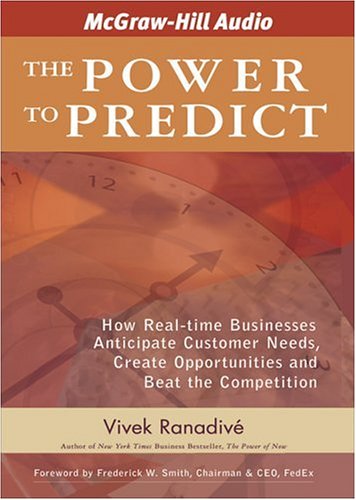 McGraw-Hill Audio
THE POWER
TO PREDICT
How Real-time Businesses
Anticipate Customer Needs,
Create Opportunities and
Beat the Competition
Vivek Ranadivé
Author of New York Times Business Bestseller, The Power of Now
Foreword by Frederick W. Smith, Chairman & CEO, FedEx